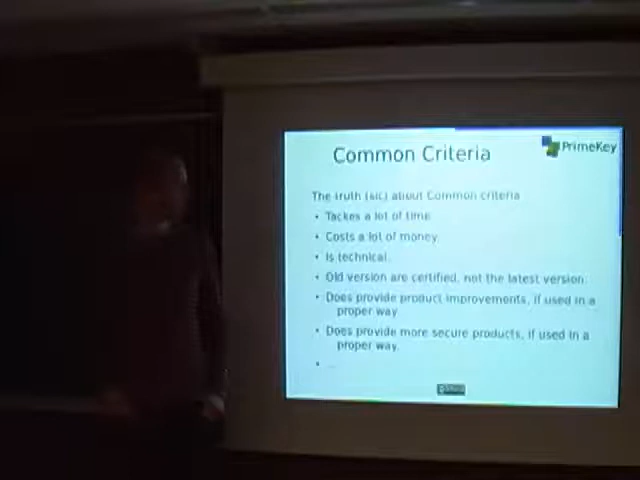 Common Criteria
PrimeKey
The truth (sic) about Common criteria
• Tackes a lot of time.
• Costs a lot of money.
• Is technical.
• Old version are certified, not the latest version.
• Does provide product improvements, if used in a
proper way
• Does provide more secure products, if used in a
proper way.
• ...